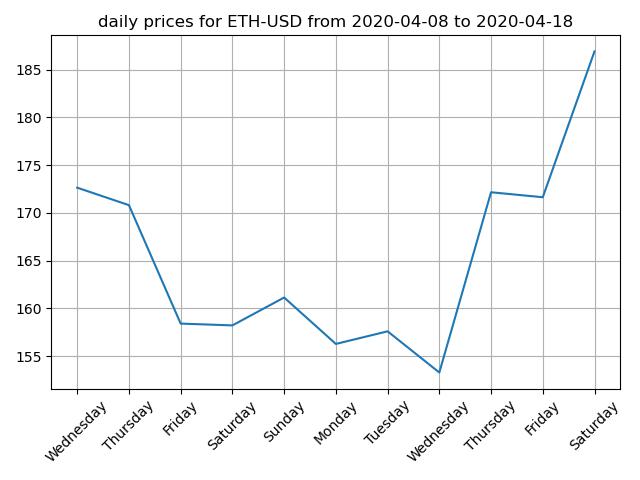 daily prices for ETH-USD from 2020-04-08 to 2020-04-18
185
180
175
170
165
160
155
Wednesday
Thursday
Friday
Saturday
Sunday
Monday
Tuesday
Wednesday
Thursday
Friday
Saturday